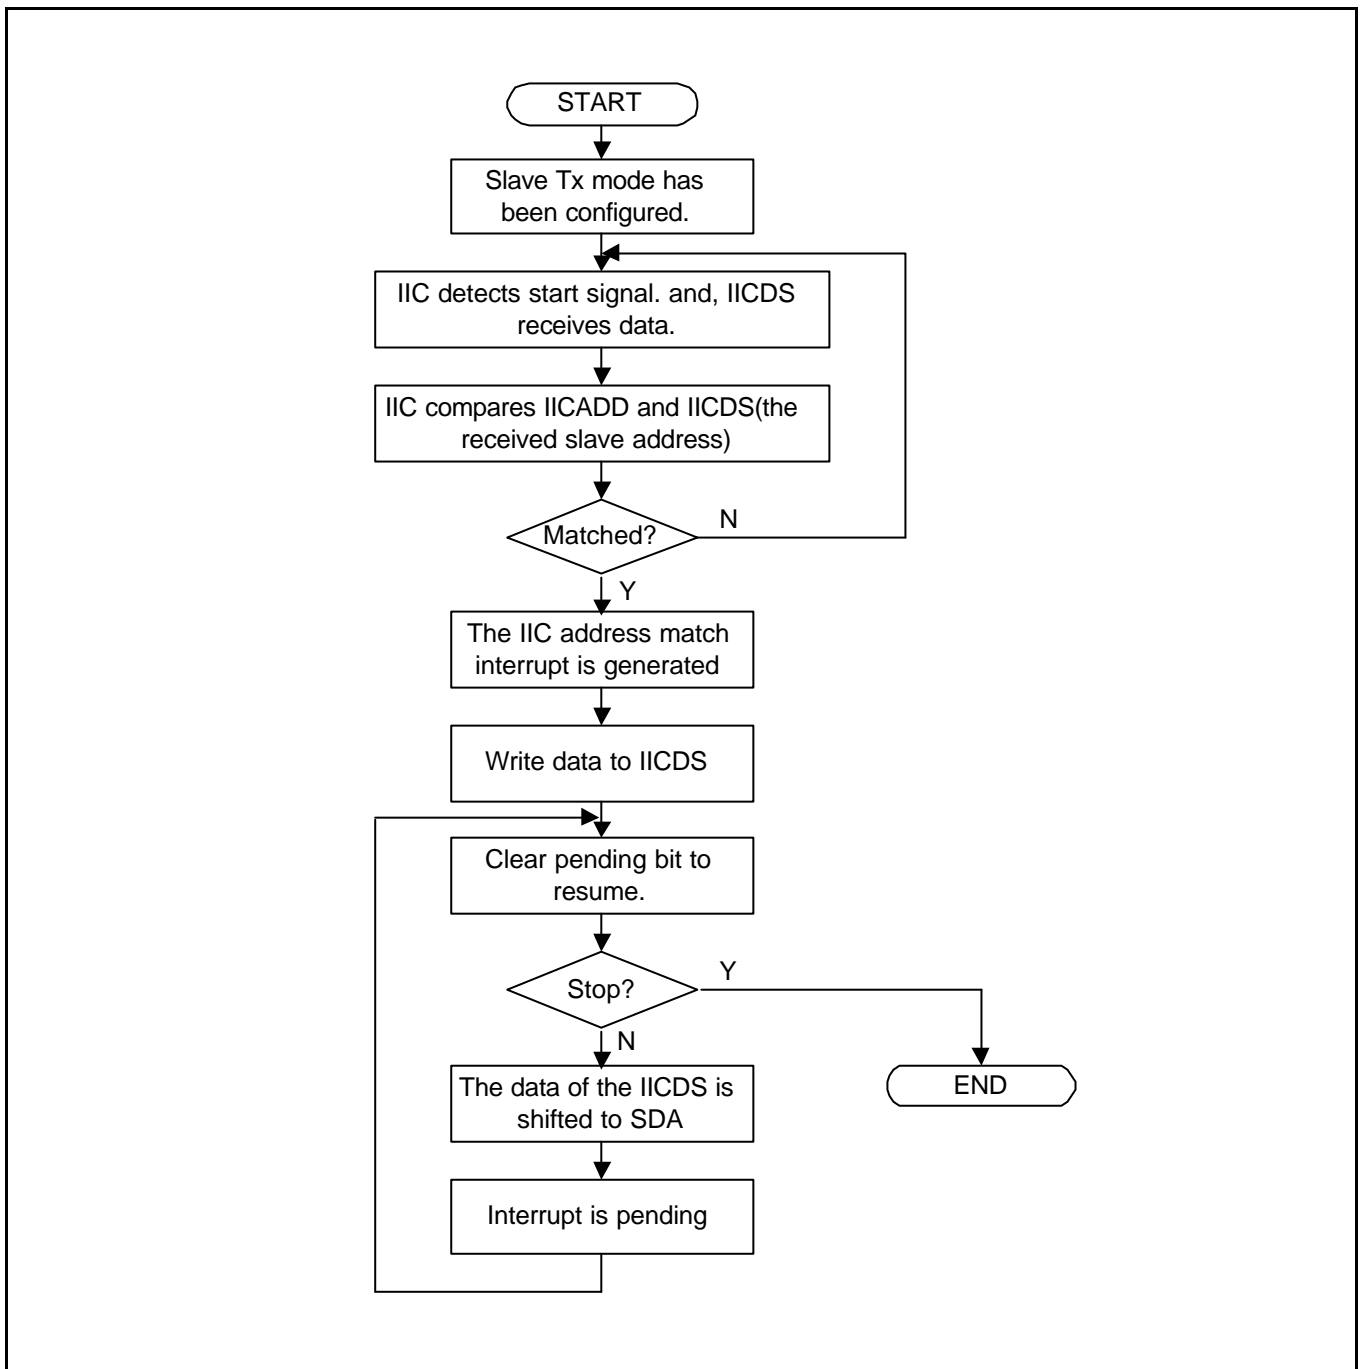 START
Slave Tx mode has
been configured.
IIC detects start signal. and, IICDS
receives data.
IIC compares IICADD and IICDS(the
received slave address)
Matched?
N
Y
The IIC address match
interrupt is generated
Write data to IICDS
Clear pending bit to
resume.
Stop?
Y
N
The data of the IICDS is
shifted to SDA
END
Interrupt is pending